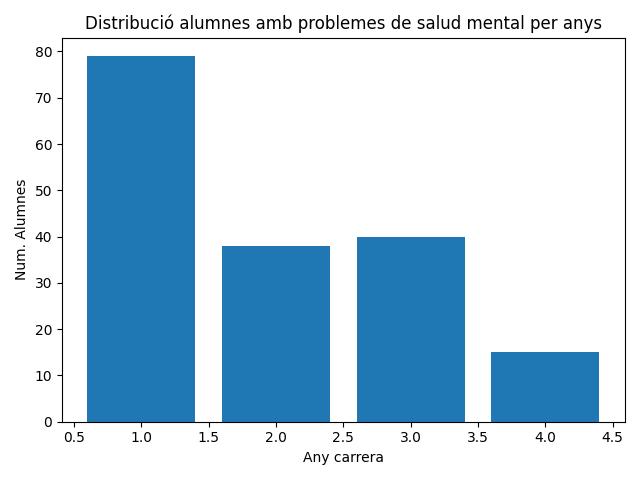 Distribució alumnes amb problemes de salud mental per anys
80
70
60
50
40
30
20
10
0
Num. Alumnes
0.5 1.0 1.5 2.0 2.5 3.0 3.5 4.0 4.5
Any carrera